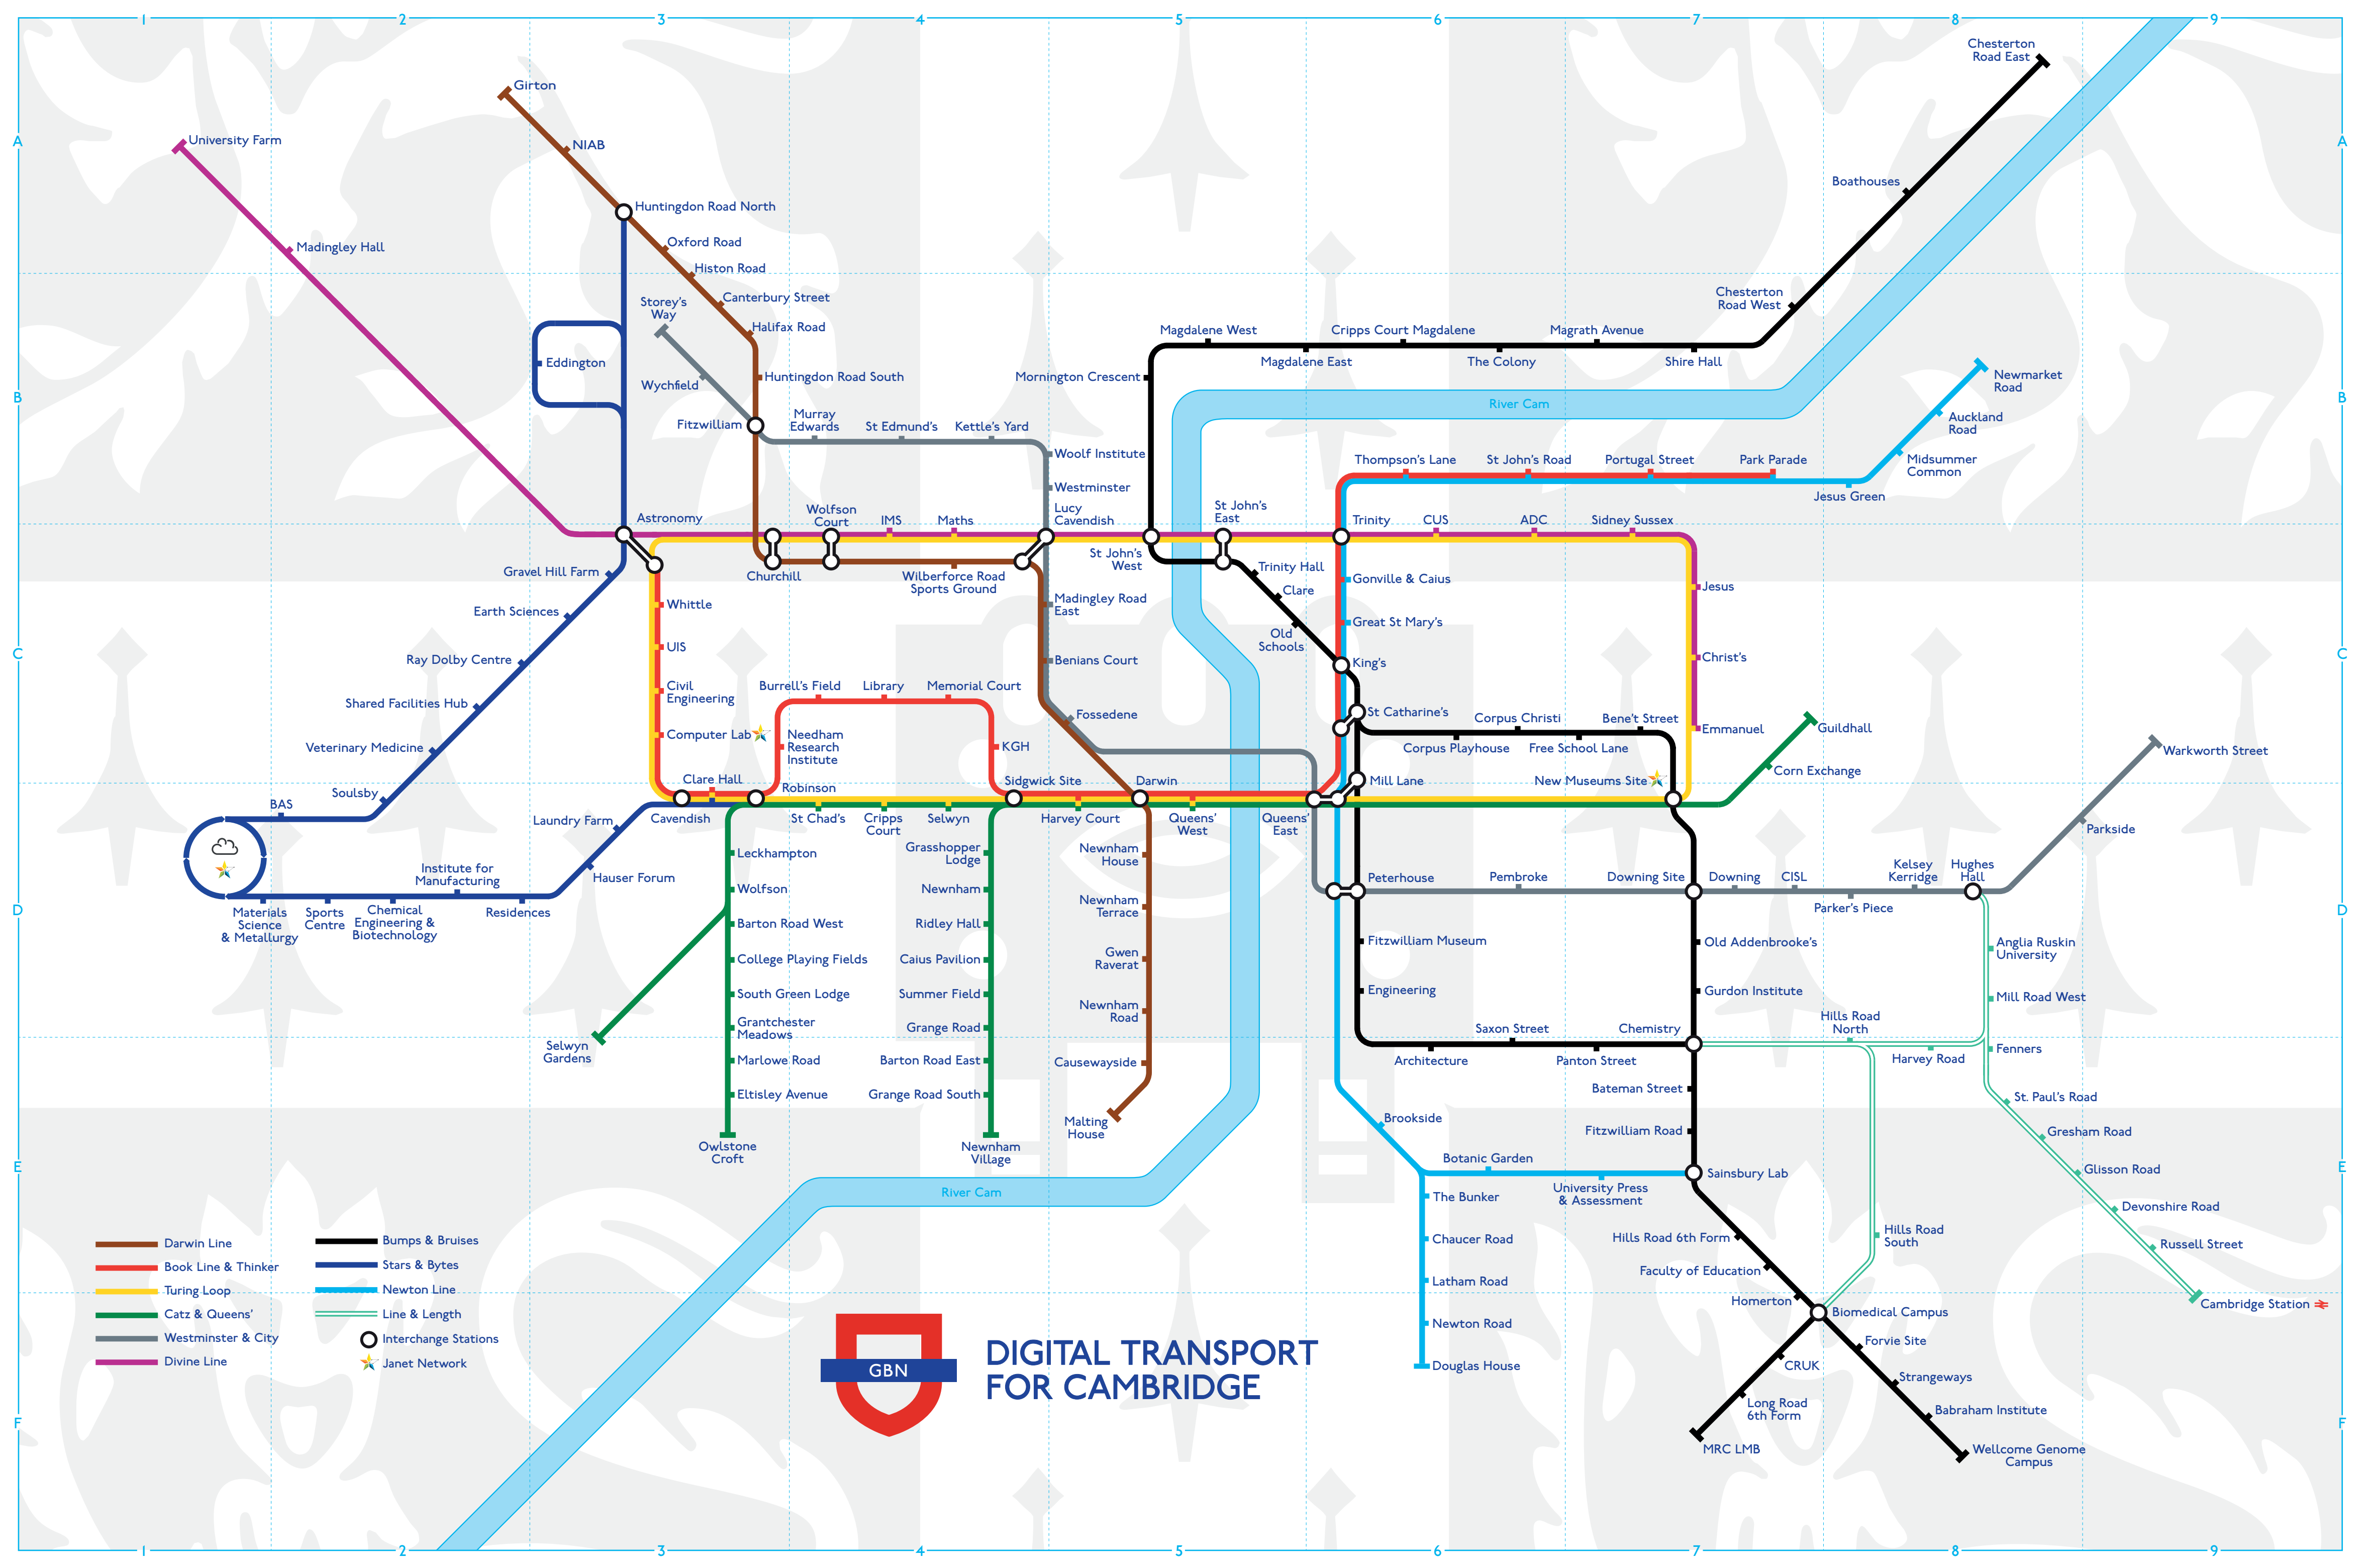 1 2 3 4 5 6 7 8 9
A
B
C
D
E
F
A
B
C
D
E
F
Chesterton
Road East
Girton
University Farm
NIAB
Boathouses
Huntingdon Road North
Madingley Hall
Oxford Road
Histon Road
Canterbury Street
Storey's
Way
Halifax Road
Chesterton
Road West
Magdalene West
Cripps Court Magdalene
Magrath Avenue
Magdalene East
The Colony
Shire Hall
Eddington
Wychfield
Huntingdon Road South
Mornington Crescent
Newmarket
Road
River Cam
Fitzwilliam
Murray
Edwards
St Edmund's
Kettle's Yard
Auckland
Road
Woolf Institute
Thompson's Lane
St John's Road
Portugal Street
Park Parade
Midsummer
Common
Westminster
Jesus Green
Astronomy
Wolfson
Court
IMS
Maths
Lucy
Cavendish
St John's
East
Trinity
CUS
ADC
Sidney Sussex
Gravel Hill Farm
Churchill
Wilberforce Road
Sports Ground
St John's
West
Trinity Hall
Gonville & Caius
Clare
Jesus
Earth Sciences
Whittle
Madingley Road
East
Old
Schools
Great St Mary's
UIS
Ray Dolby Centre
Benians Court
King's
Christ's
Civil
Engineering
Burrell's Field
Library
Memorial Court
Shared Facilities Hub
Fossedene
St Catharine's
Corpus Christi
Bene't Street
Emmanuel
Guildhall
Computer Lab
Needham
Research
Institute
KGH
Veterinary Medicine
Corpus Playhouse
Free School Lane
Warkworth Street
Corn Exchange
Clare Hall
Robinson
Sidgwick Site
Darwin
Mill Lane
New Museums Site
Soulsby
BAS
Laundry Farm
Cavendish
St Chad's
Cripps
Court
Selwyn
Harvey Court
Queens'
West
Queens'
East
Parkside
Leckhampton
Grasshopper
Lodge
Newnham
House
Institute for
Manufacturing
Hauser Forum
Wolfson
Newnham
Peterhouse
Pembroke
Downing Site
Downing
CISL
Kelsey
Kerridge
Hughes
Hall
Parker's Piece
Materials
Science
& Metallurgy
Sports
Centre
Chemical
Engineering &
Biotechnology
Residences
Barton Road West
Ridley Hall
Newnham
Terrace
Fitzwilliam Museum
Old Addenbrooke's
Anglia Ruskin
University
College Playing Fields
Caius Pavilion
Gwen
Raverat
South Green Lodge
Summer Field
Engineering
Gurdon Institute
Mill Road West
Newnham
Road
Grantchester
Meadows
Grange Road
Saxon Street
Chemistry
Hills Road
North
Selwyn
Gardens
Marlowe Road
Barton Road East
Causewayside
Architecture
Panton Street
Harvey Road
Fenners
Eltisley Avenue
Grange Road South
Bateman Street
St. Paul's Road
Malting
House
Brookside
Fitzwilliam Road
Gresham Road
Owlstone
Croft
Newnham
Village
Botanic Garden
Sainsbury Lab
Glisson Road
River Cam
The Bunker
University Press
& Assessment
Devonshire Road
Chaucer Road
Hills Road 6th Form
Hills Road
South
Russell Street
Faculty of Education
Latham Road
Homerton
Biomedical Campus
Cambridge Station
Newton Road
Forvie Site
Douglas House
CRUK
Strangeways
Long Road
6th Form
Babraham Institute
MRC LMB
Wellcome Genome
Campus
Darwin Line
Book Line & Thinker
Turing Loop
Catz & Queens'
Westminster & City
Divine Line
Bumps & Bruises
Stars & Bytes
Newton Line
Line & Length
Interchange Stations
Janet Network
GBN
DIGITAL TRANSPORT
FOR CAMBRIDGE
1 2 3 4 5 6 7 8 9